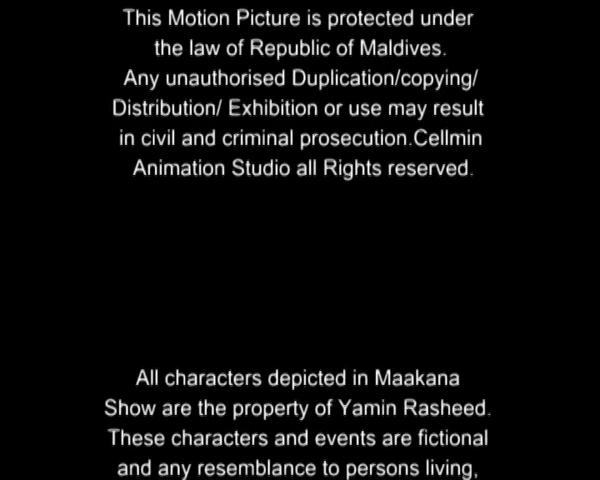 This Motion Picture is protected under
the law of Republic of Maldives.
Any unauthorised Duplication/copying/
Distribution/ Exhibition or use may result
in civil and criminal prosecution.Cellmin
Animation Studio all Rights reserved.
All characters depicted in Maakana
Show are the property of Yamin Rasheed.
These characters and events are fictional
and any resemblance to persons living,